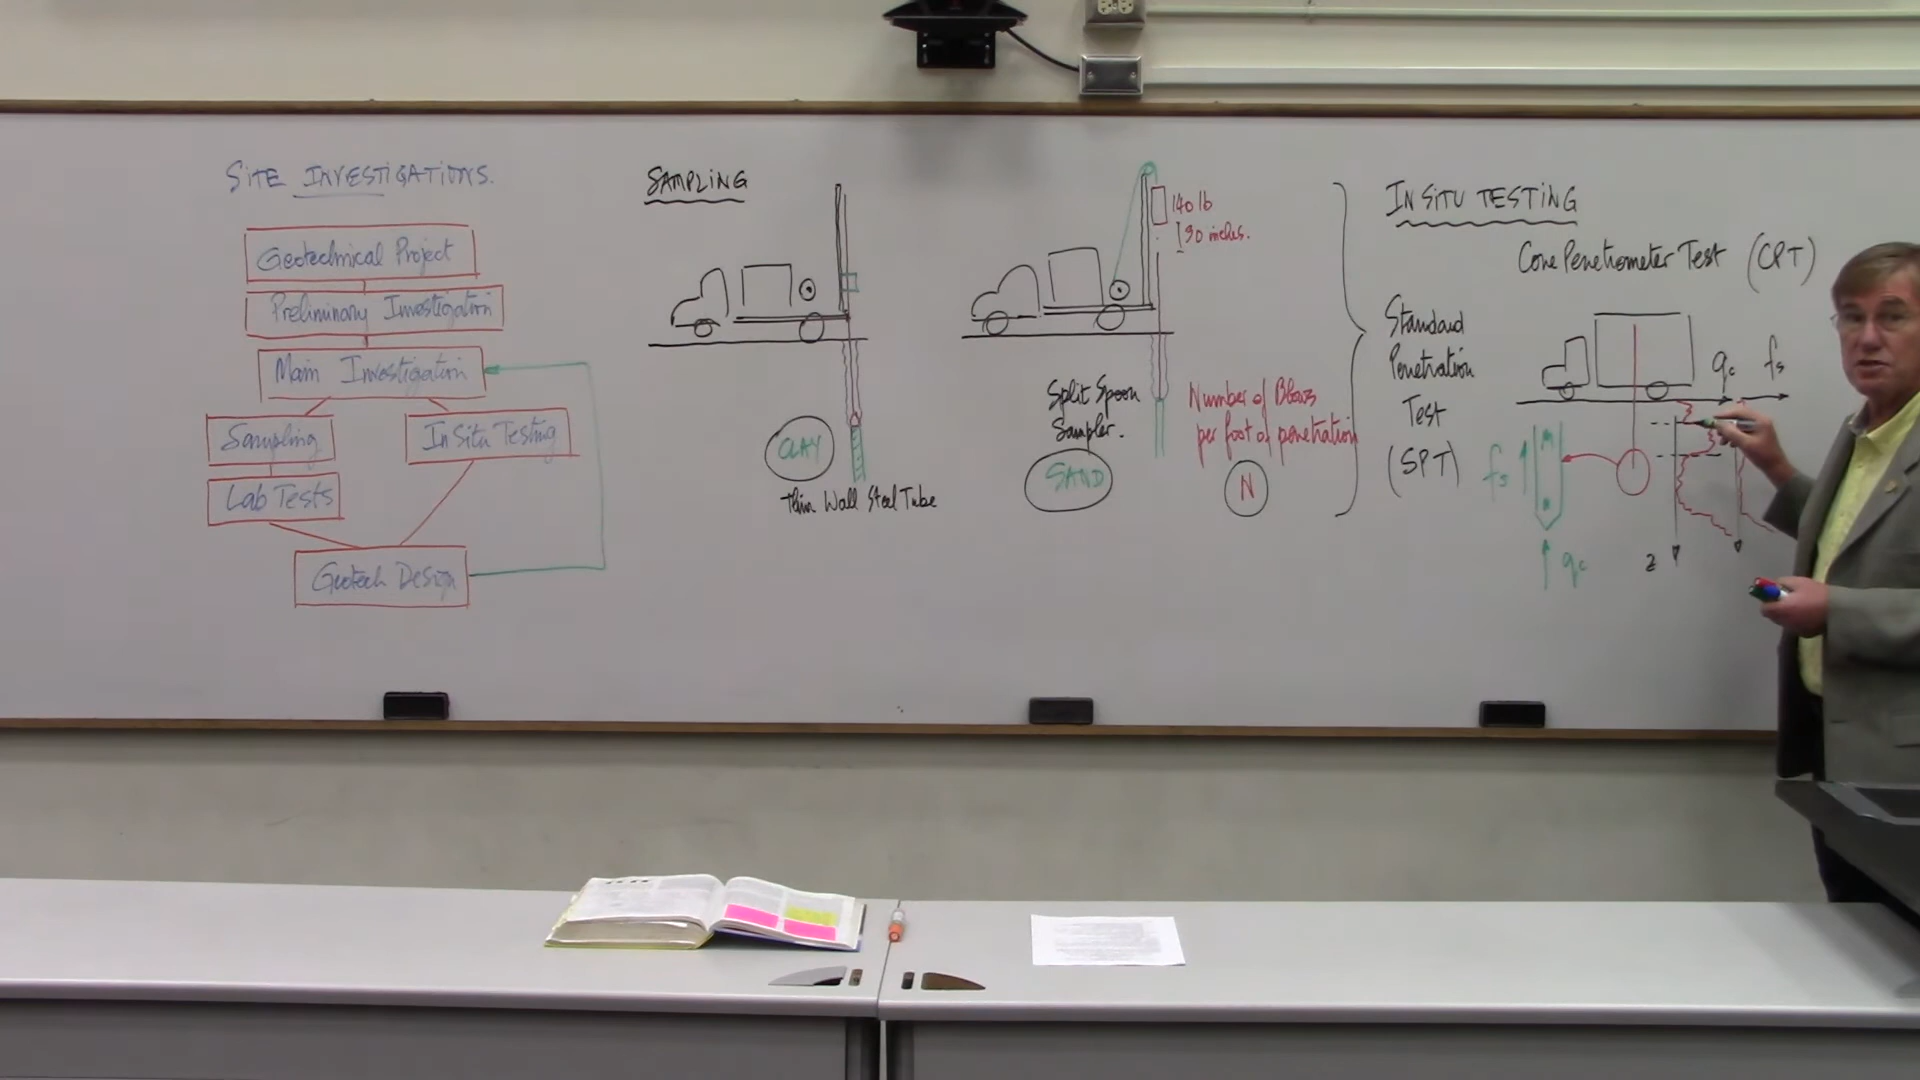 SITE INVESTIGATIONS.
Geotechnical Project
Preliminary Investigation
Main Investigation
Sampling
In Situ Testing
Lab Tests
Geotech Design
SAMPLING
CLAY
Thin Wall Steel Tube
140 lb
30 inches.
Split Spoon
Sampler.
SAND
Number of Blows
per foot of penetration
N
IN SITU TESTING
Cone Penetrometer Test (CPT)
Standard
Penetration
Test
(SPT)
qc fs
fs
qc
z